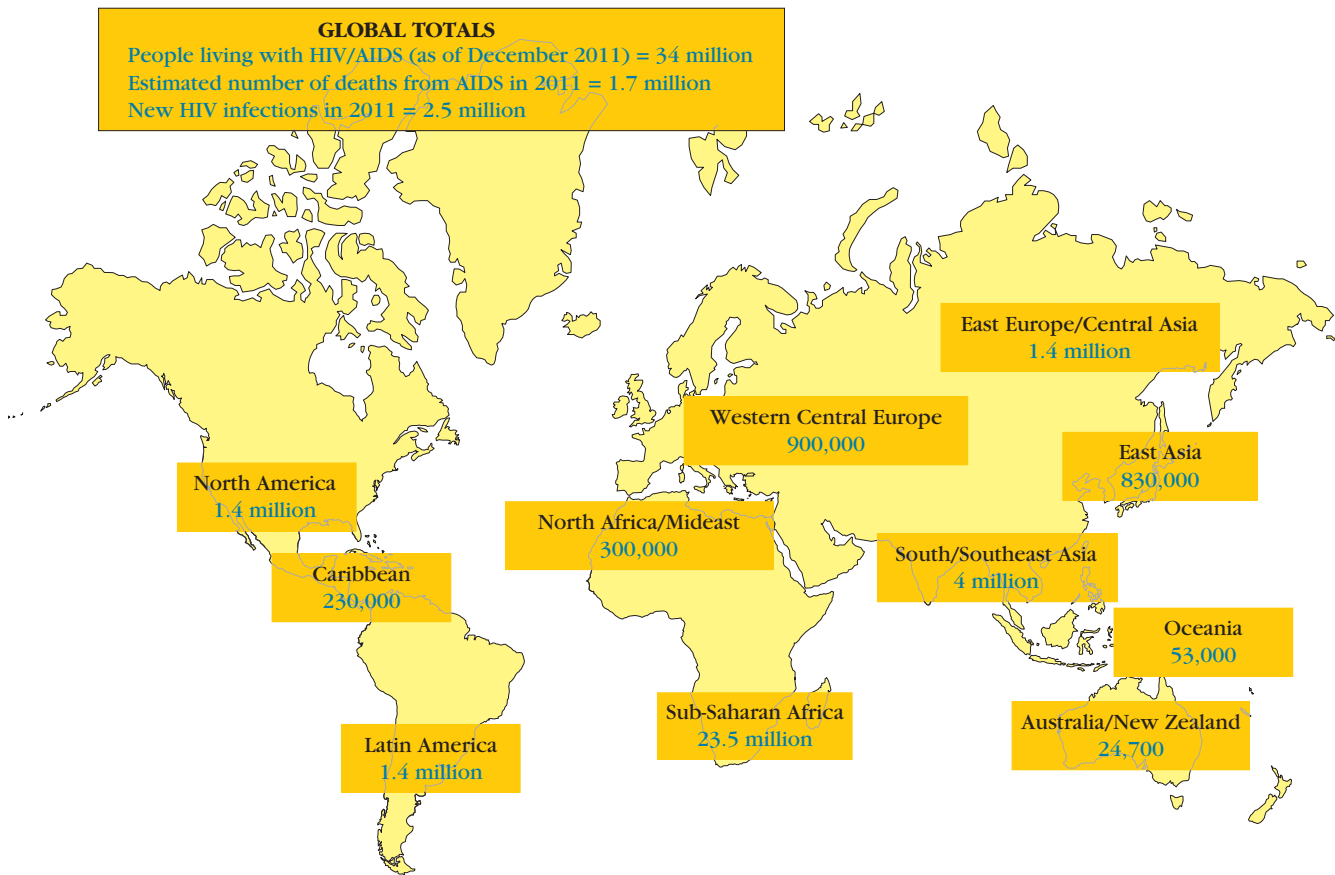 GLOBAL TOTALS
People living with HIV/AIDS (as of December 2011) = 34 million
Estimated number of deaths from AIDS in 2011 = 1.7 million
New HIV infections in 2011 = 2.5 million
East Europe/Central Asia
1.4 million
Western Central Europe
900,000
East Asia
830,000
North America
1.4 million
North Africa/Mideast
300,000
South/Southeast Asia
4 million
Caribbean
230,000
Oceania
53,000
Sub-Saharan Africa
23.5 million
Australia/New Zealand
24,700
Latin America
1.4 million